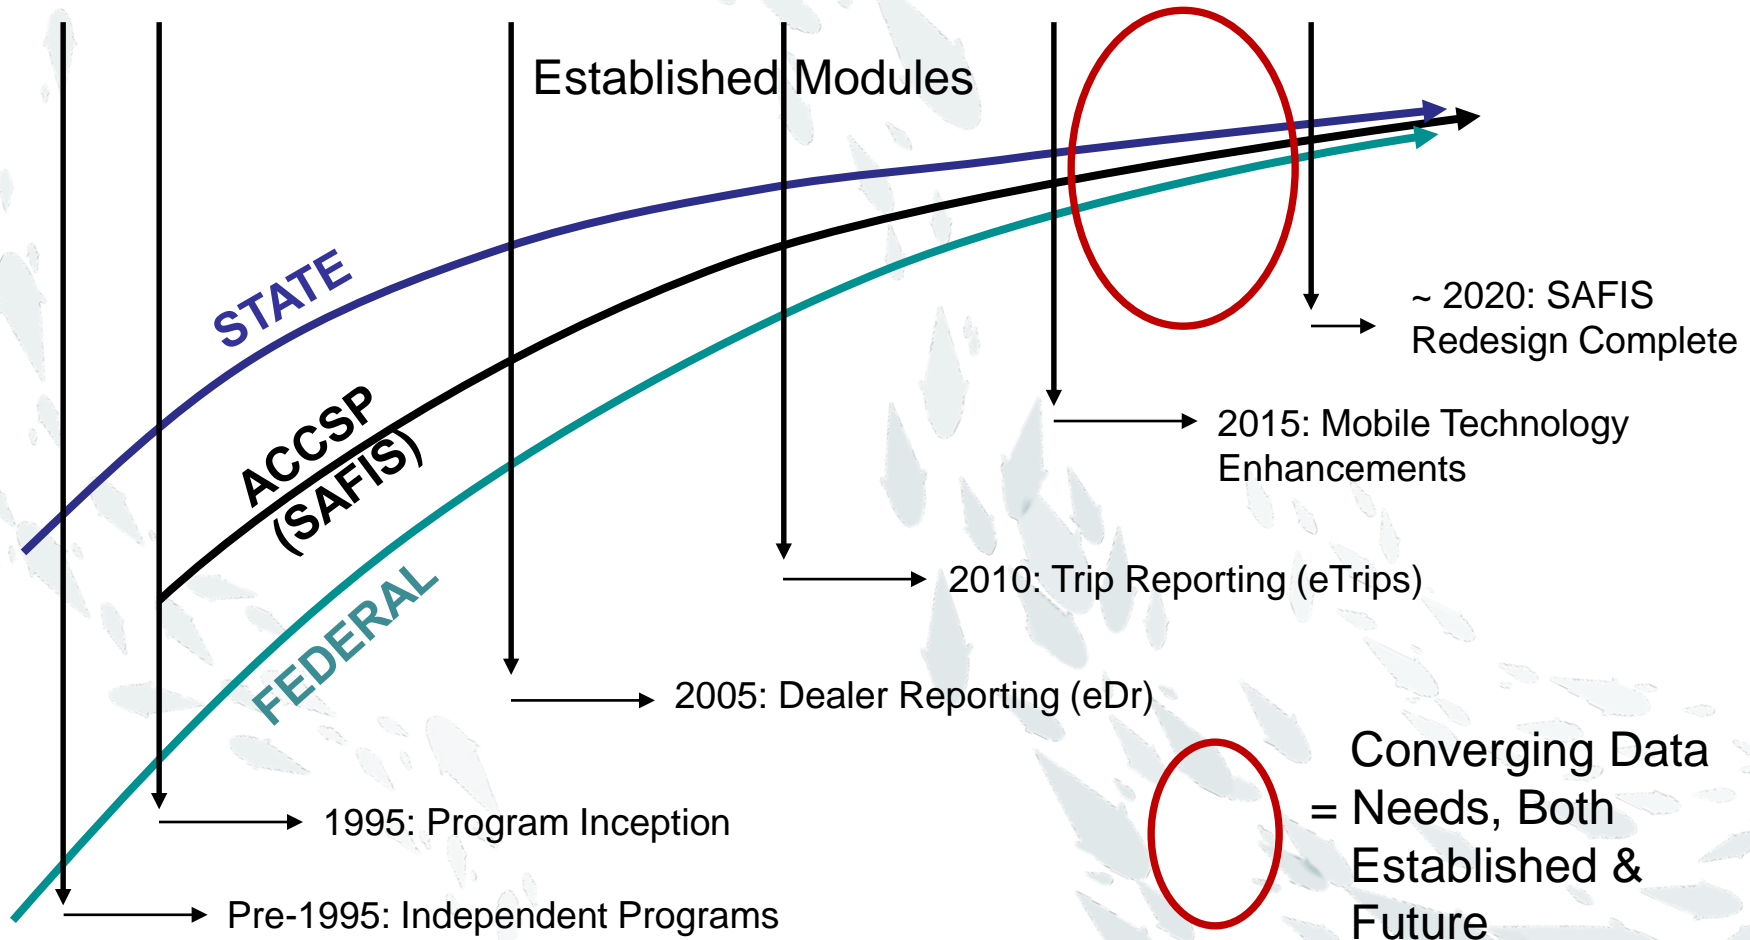 Established Modules
STATE
ACCSP
(SAFIS)
FEDERAL
~ 2020: SAFIS
Redesign Complete
2015: Mobile Technology
Enhancements
2010: Trip Reporting (eTrips)
2005: Dealer Reporting (eDr)
1995: Program Inception
Pre-1995: Independent Programs
Converging Data
= Needs, Both
Established &
Future